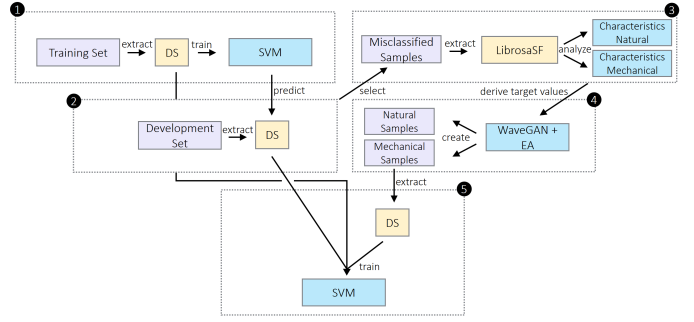 1
Training Set
extract
DS
train
SVM
predict
2
Development
Set
extract
DS
select
3
Misclassified
Samples
extract
LibrosaSF
analyze
Characteristics
Natural
Characteristics
Mechanical
derive target values
4
Natural
Samples
Mechanical
Samples
create
WaveGAN +
EA
extract
5
DS
train
SVM